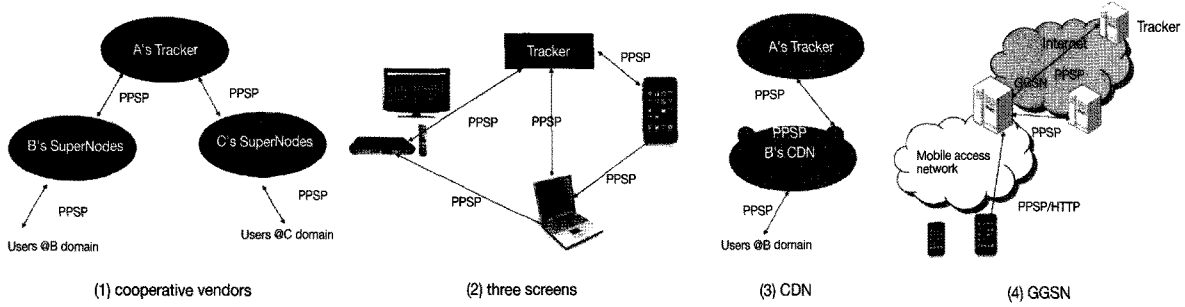 A's Tracker
PPSP
PPSP
B's SuperNodes
C's SuperNodes
PPSP
PPSP
Users @B domain
Users @C domain
(1) cooperative vendors
Tracker
PPSP
PPSP
PPSP
PPSP
PPSP
(2) three screens
A's Tracker
PPSP
PPSP
B's CDN
PPSP
Users @B domain
(3) CDN
Tracker
Internet
GGSN
PPSP
PPSP
Mobile access
network
PPSP/HTTP
(4) GGSN